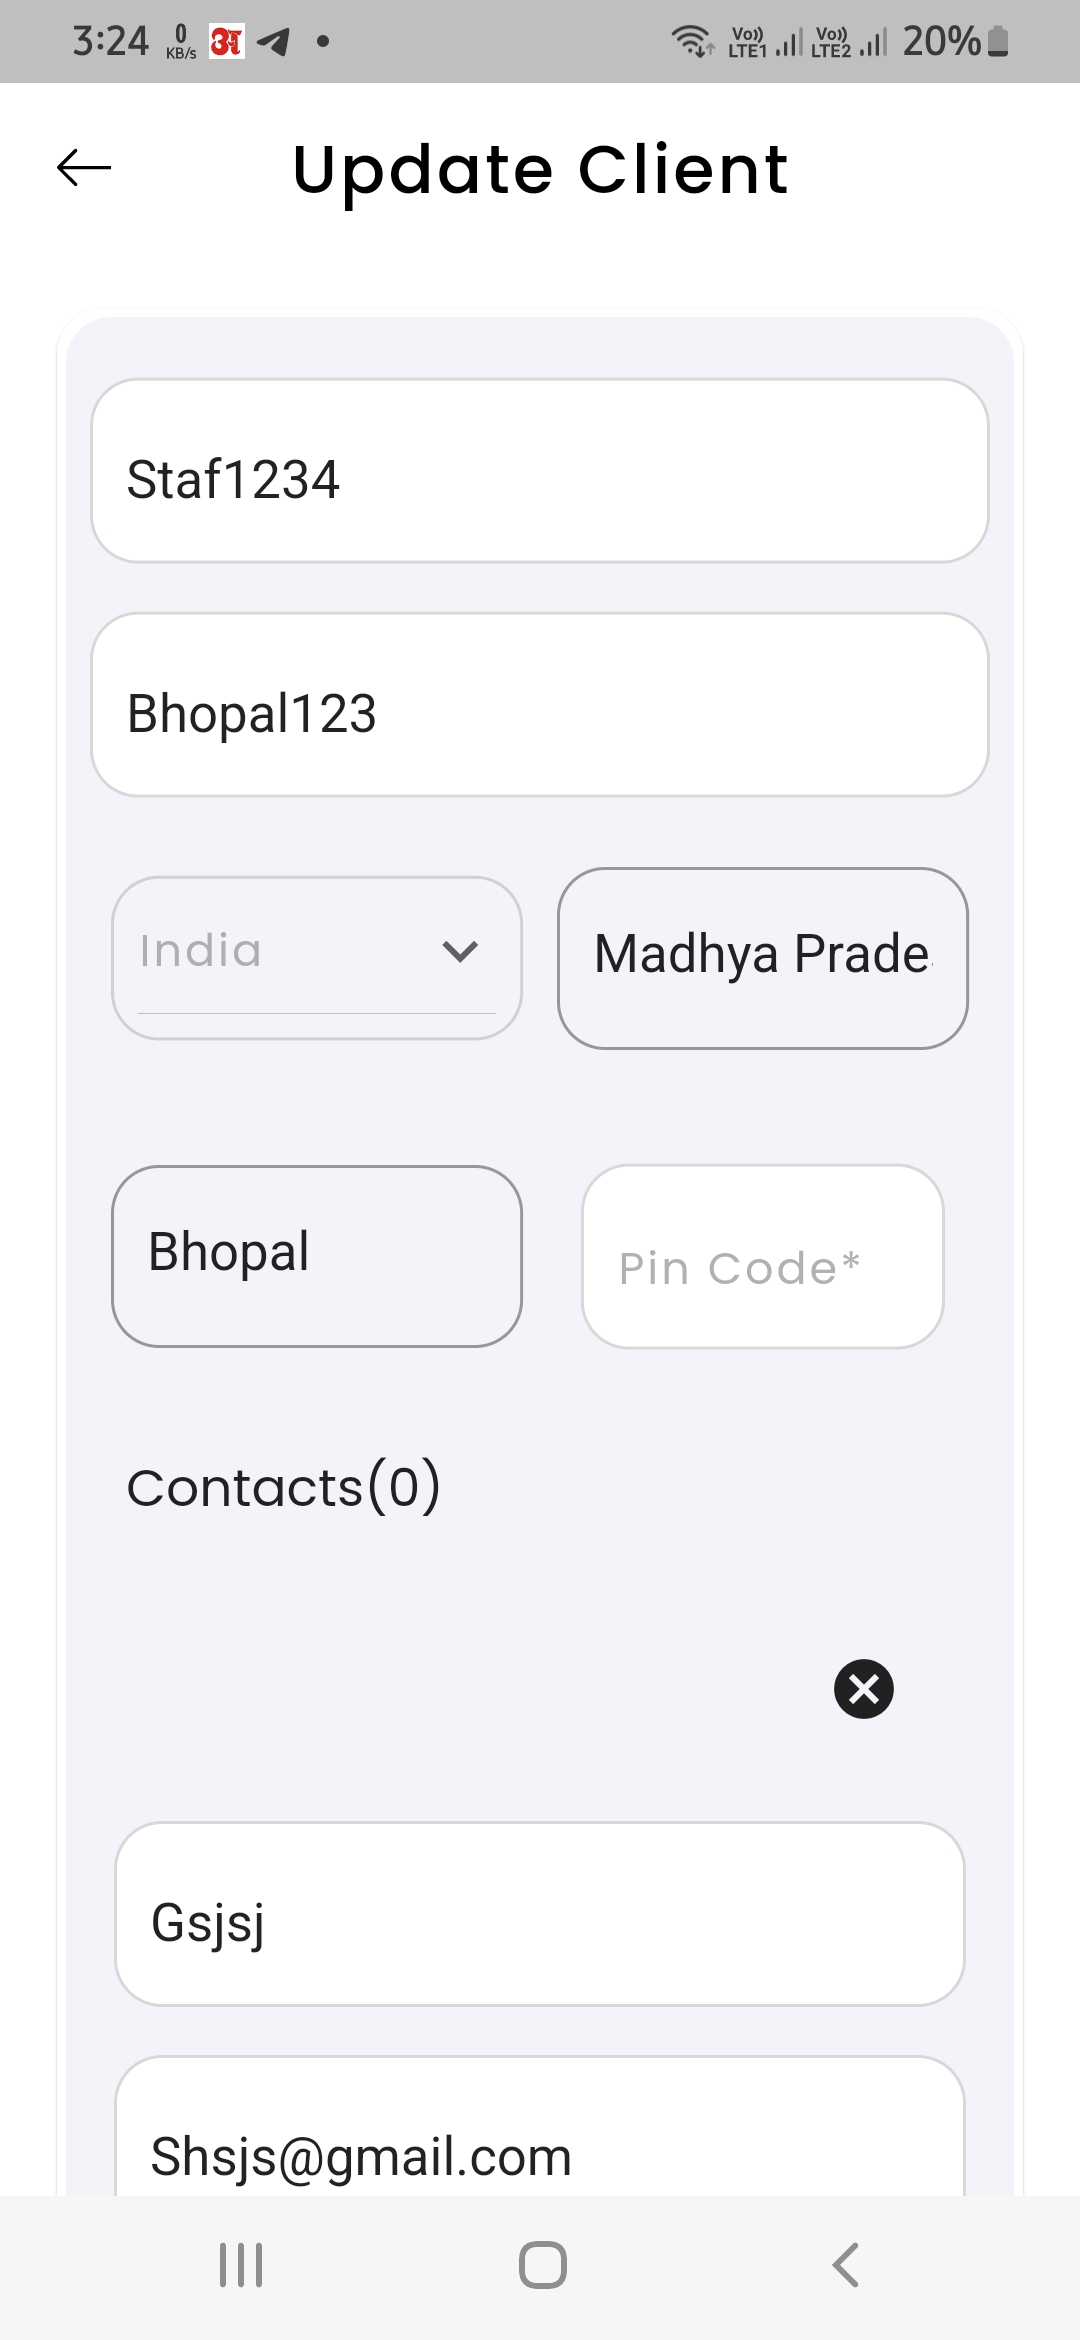 3:24 0 KB/s अ Vo)) LTE1 Vo)) LTE2 20%
Update Client
Staf1234
Bhopal123
India Madhya Prade
Bhopal Pin Code*
Contacts(0)
Gsjsj
Shsjs@gmail.com